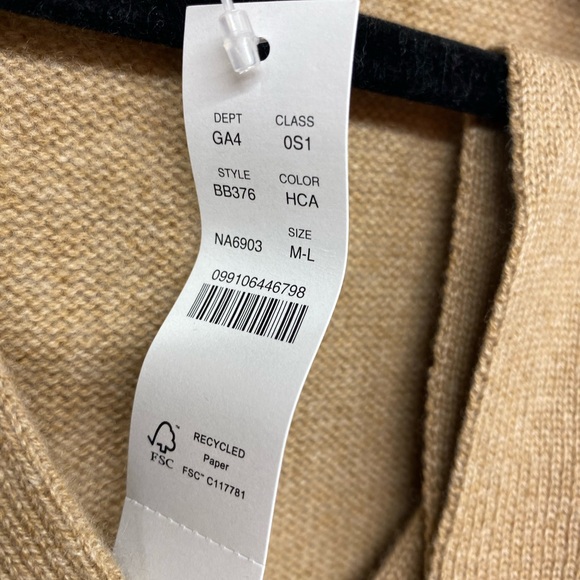 DEPT CLASS
GA4 0S1
STYLE COLOR
BB376 HCA
SIZE
NA6903 M-L
099106446798
RECYCLED
Paper
FSC™ C117781
FSC